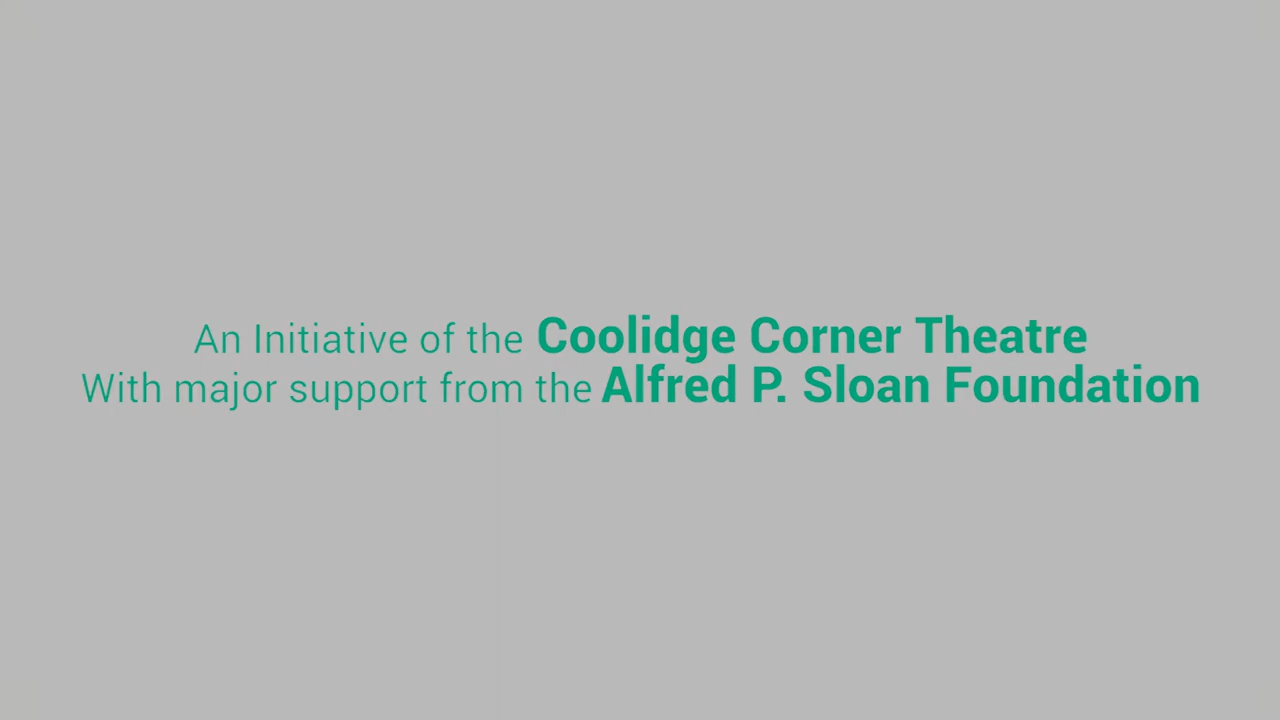 An Initiative of the Coolidge Corner Theatre
With major support from the Alfred P. Sloan Foundation